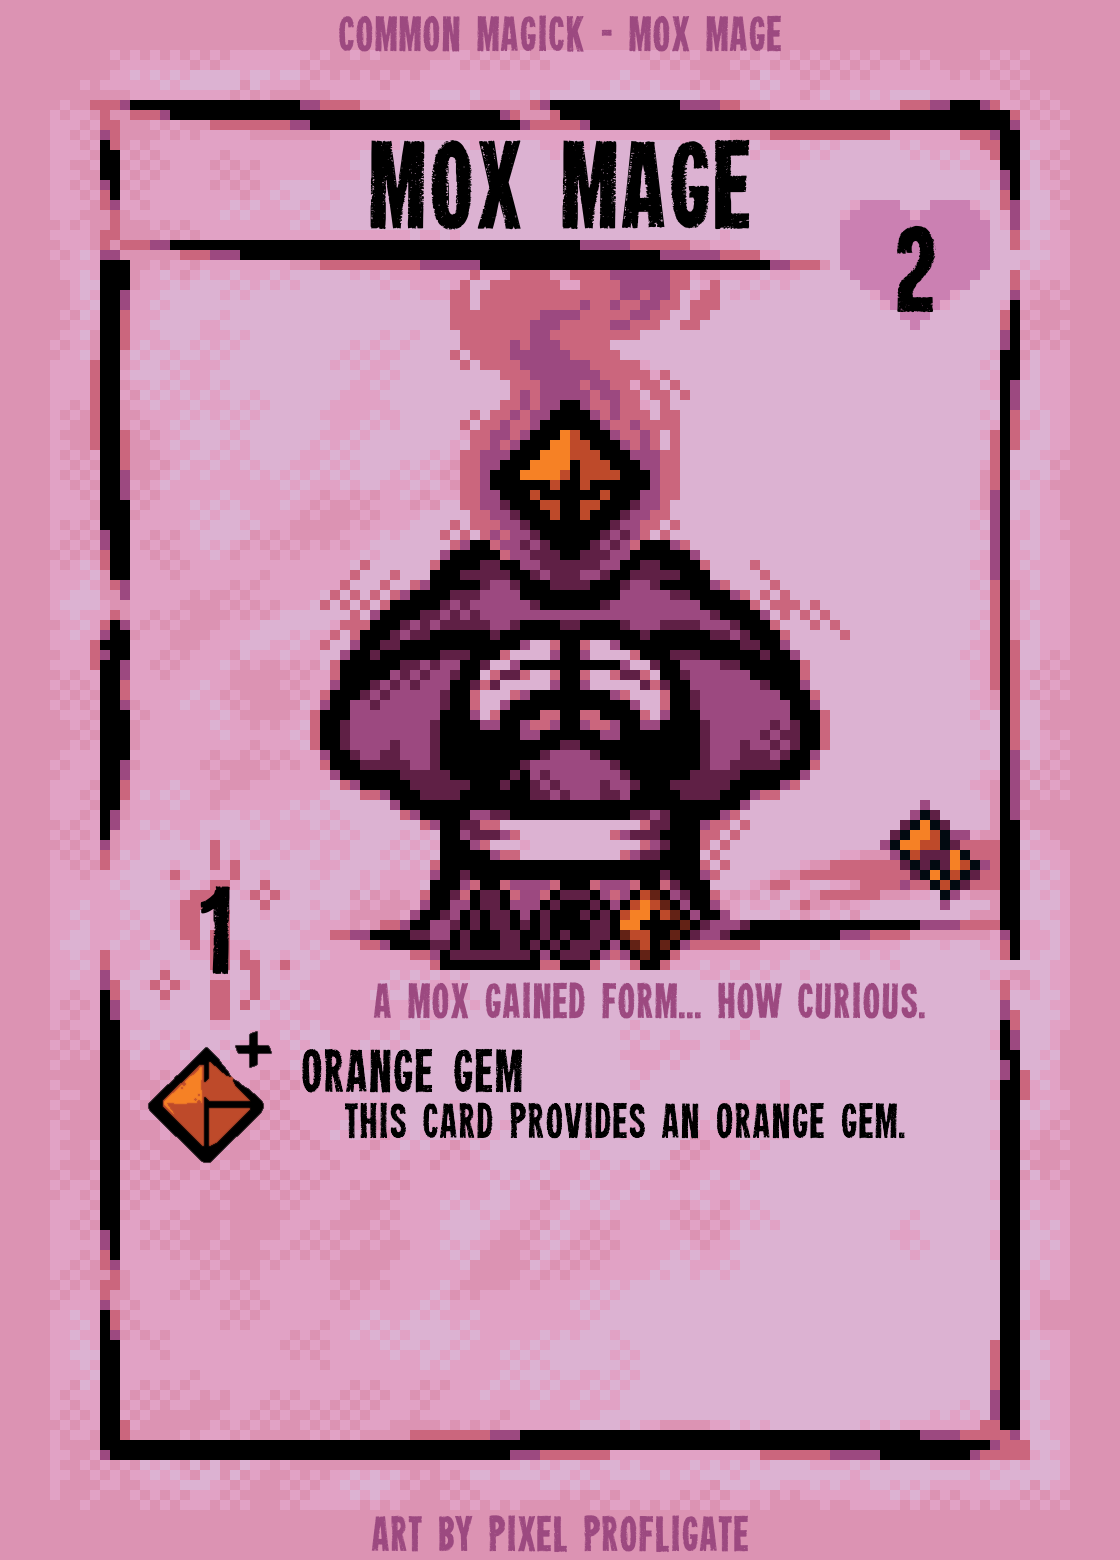 COMMON MAGICK - MOX MAGE
MOX MAGE
2
1
A MOX GAINED FORM... HOW CURIOUS.
+
ORANGE GEM
THIS CARD PROVIDES AN ORANGE GEM.
ART BY PIXEL PROFLIGATE